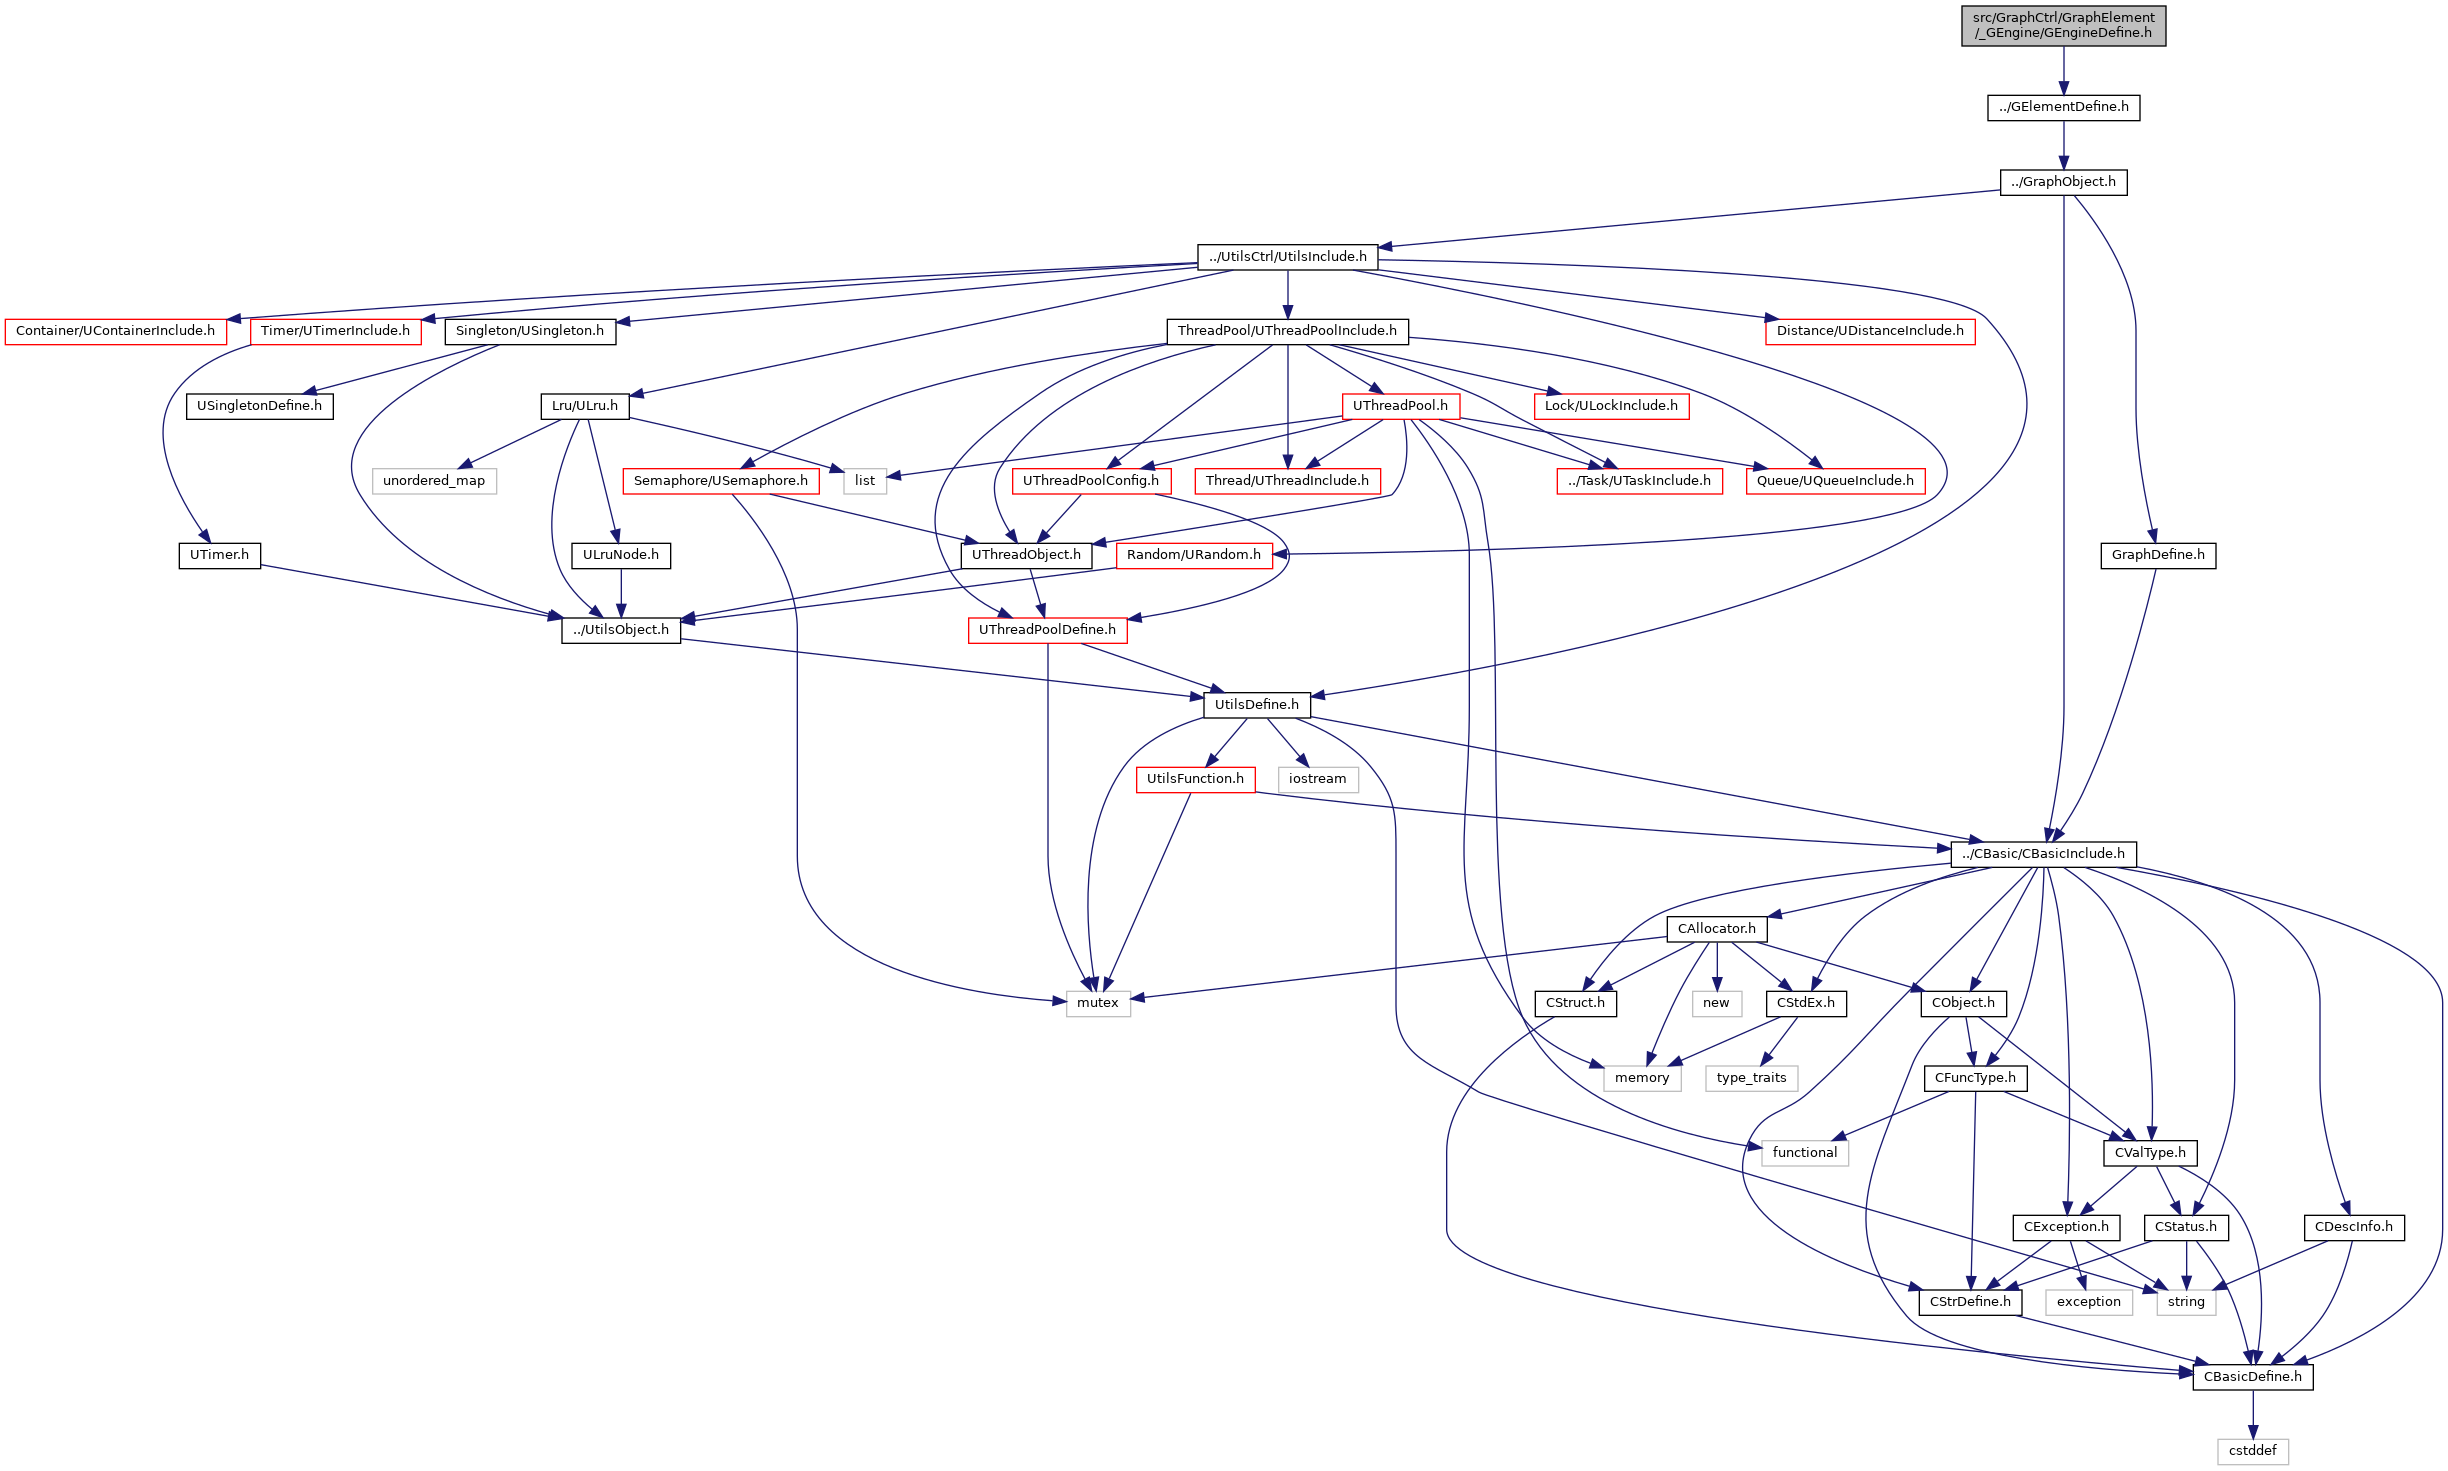 src/GraphCtrl/GraphElement
/_GEngine/GEngineDefine.h
../GElementDefine.h
../GraphObject.h
../UtilsCtrl/UtilsInclude.h
Container/UContainerInclude.h
Timer/UTimerInclude.h
Singleton/USingleton.h
ThreadPool/UThreadPoolInclude.h
Distance/UDistanceInclude.h
USingletonDefine.h
Lru/ULru.h
UThreadPool.h
Lock/ULockInclude.h
unordered_map
Semaphore/USemaphore.h
list
UThreadPoolConfig.h
Thread/UThreadInclude.h
../Task/UTaskInclude.h
Queue/UQueueInclude.h
UTimer.h
ULruNode.h
UThreadObject.h
Random/URandom.h
GraphDefine.h
../UtilsObject.h
UThreadPoolDefine.h
UtilsDefine.h
UtilsFunction.h
iostream
../CBasic/CBasicInclude.h
CAllocator.h
mutex
CStruct.h
new
CStdEx.h
CObject.h
memory
type_traits
CFuncType.h
functional
CValType.h
CException.h
CStatus.h
CDescInfo.h
CStrDefine.h
exception
string
CBasicDefine.h
cstddef